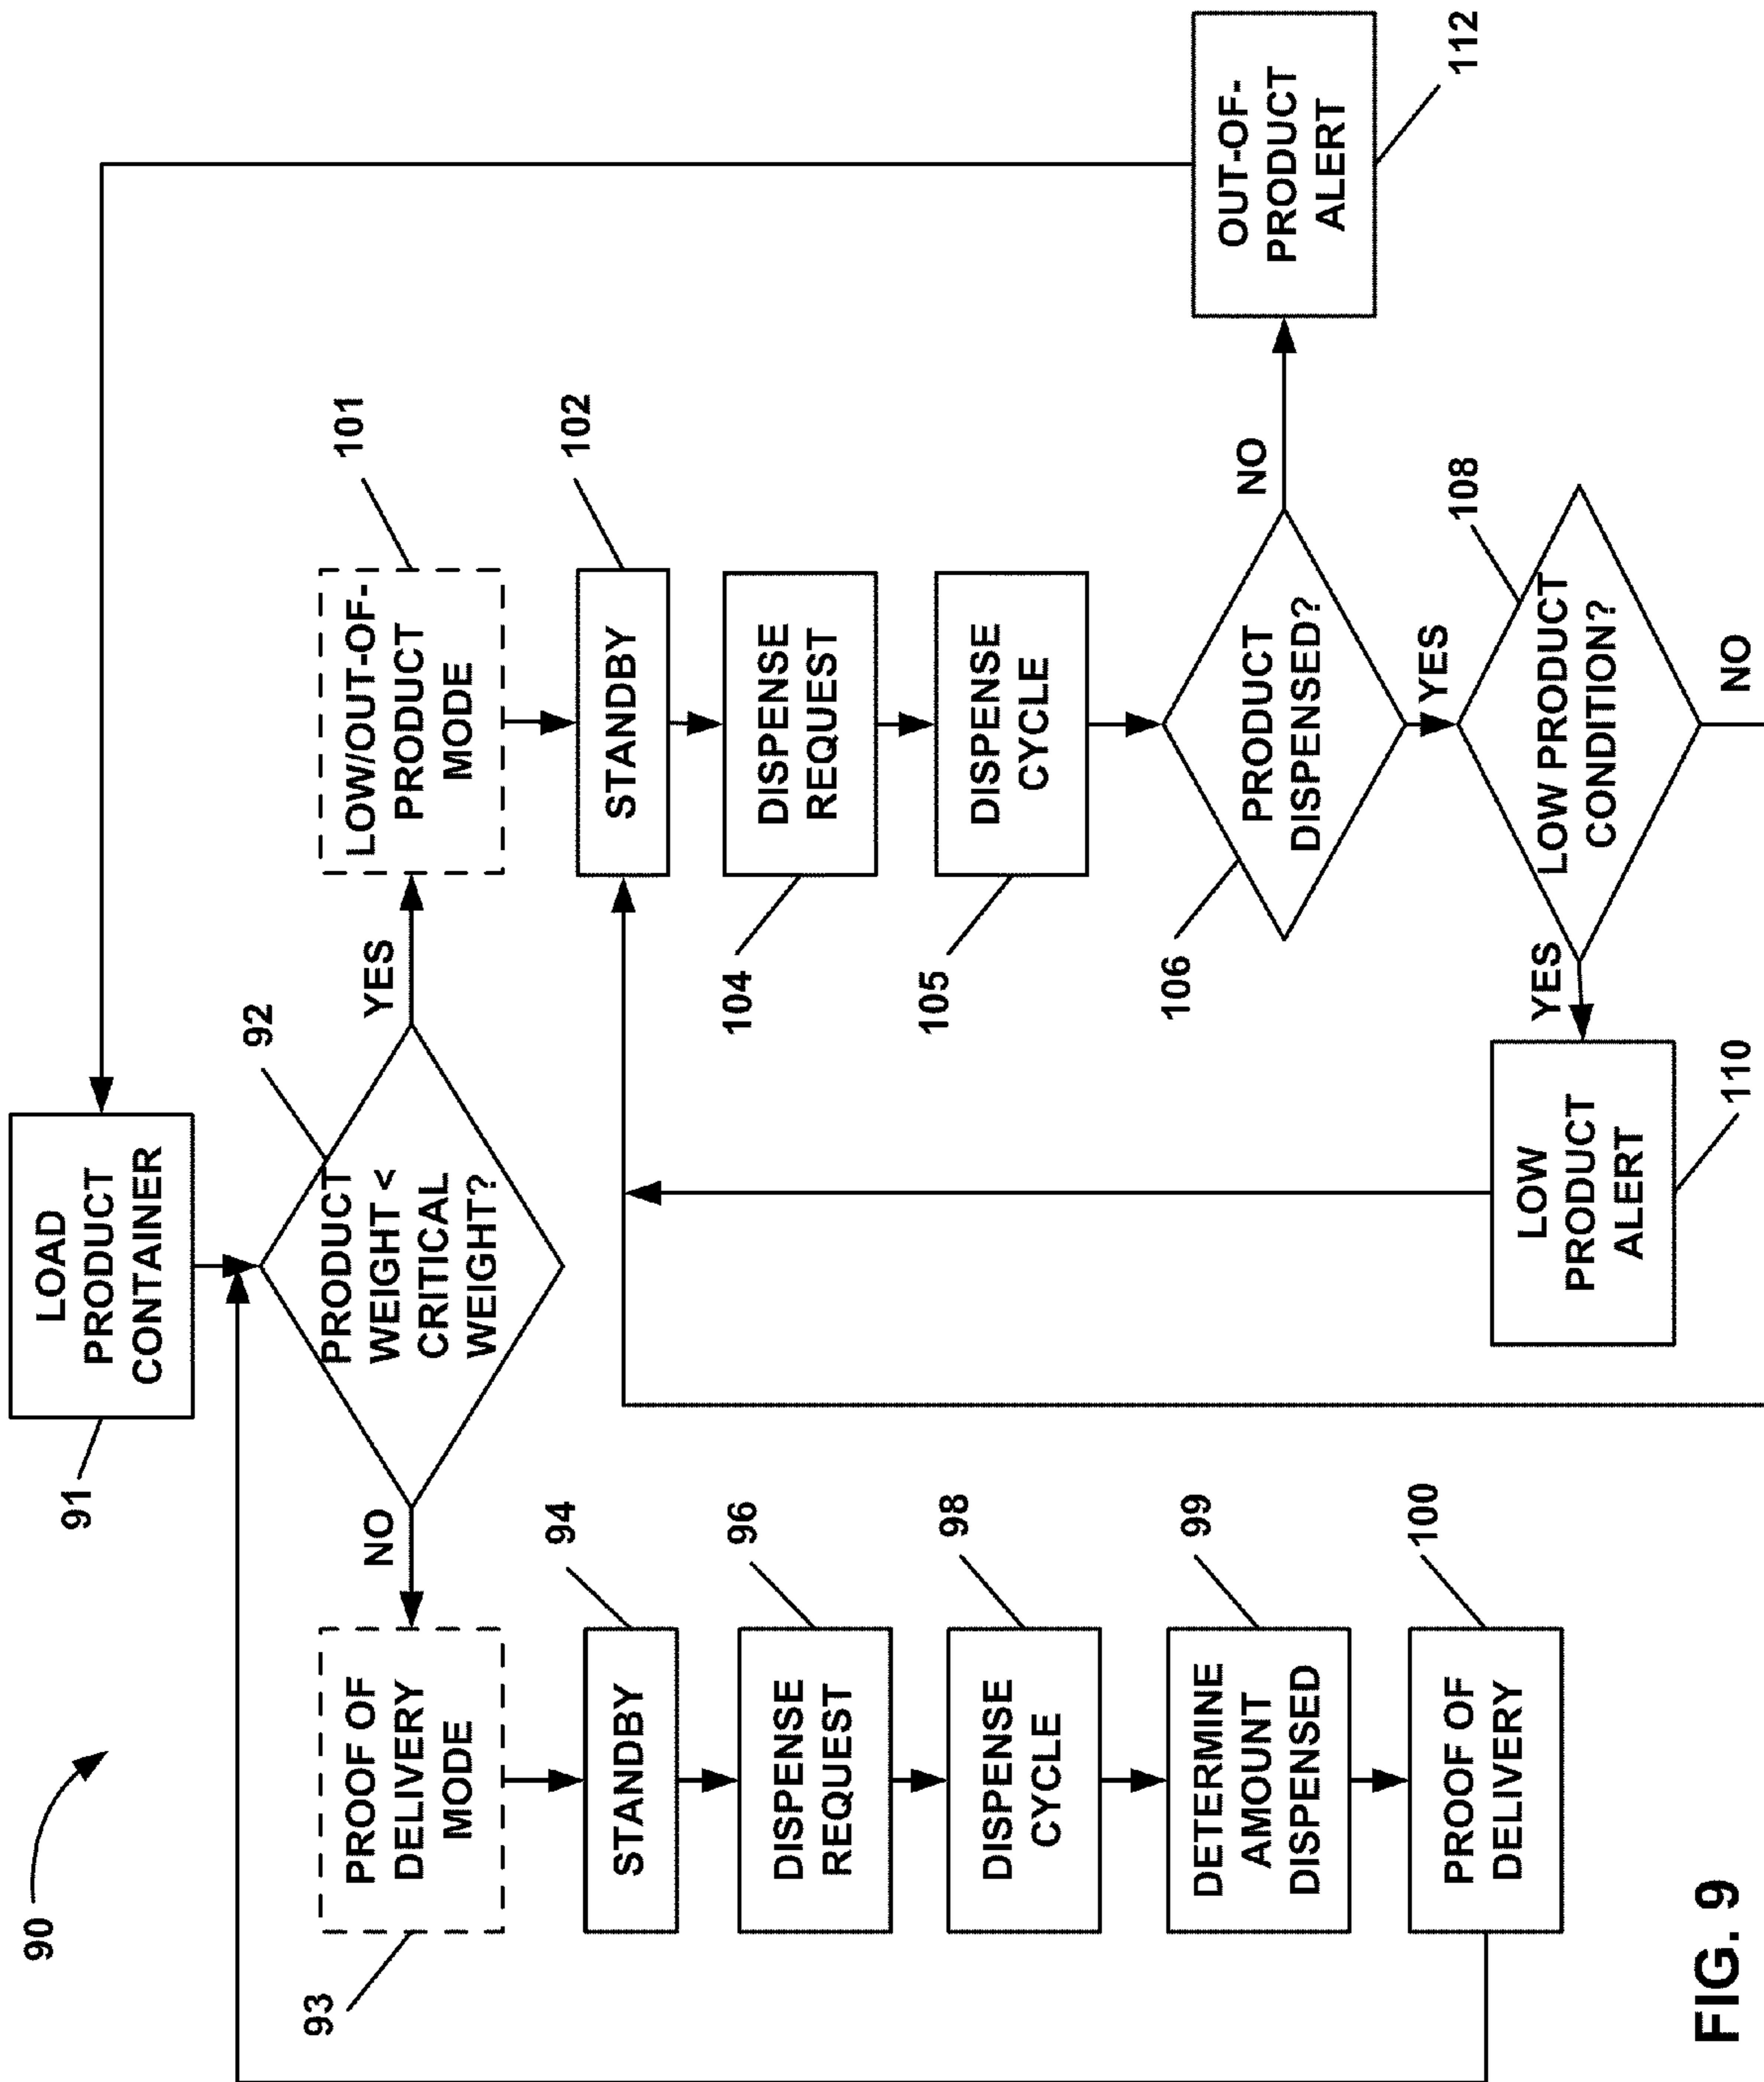 90
91
LOAD
PRODUCT
CONTAINER
92
PRODUCT
WEIGHT <
CRITICAL
WEIGHT?
NO
YES
93
PROOF OF
DELIVERY
MODE
94
STANDBY
96
DISPENSE
REQUEST
98
DISPENSE
CYCLE
99
DETERMINE
AMOUNT
DISPENSED
100
PROOF OF
DELIVERY
101
LOW/OUT-OF-
PRODUCT
MODE
102
STANDBY
104
DISPENSE
REQUEST
105
DISPENSE
CYCLE
106
PRODUCT
DISPENSED?
NO
YES
OUT-OF-
PRODUCT
ALERT
112
108
LOW PRODUCT
CONDITION?
YES
NO
LOW
PRODUCT
ALERT
110
FIG. 9